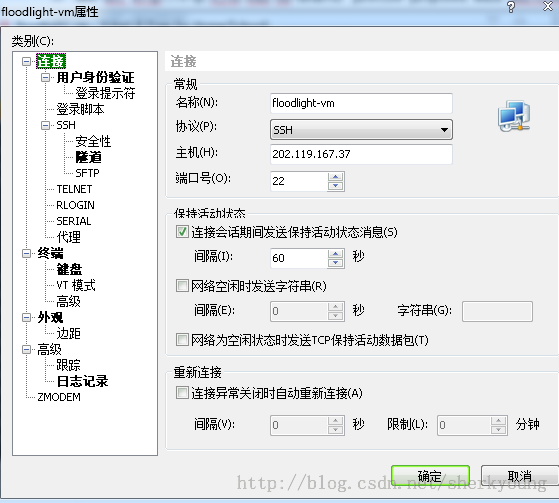 floodlight-vm属性
类别(C):
连接
用户身份验证
登录提示符
登录脚本
SSH
安全性
隧道
SFTP
TELNET
RLOGIN
SERIAL
代理
终端
键盘
VT 模式
高级
外观
边距
高级
跟踪
日志记录
ZMODEM
连接
常规
名称(N): floodlight-vm
协议(P): SSH
主机(H): 202.119.167.37
端口号(O): 22
保持活动状态
连接会话期间发送保持活动状态消息(S)
间隔(I): 60 秒
网络空闲时发送字符串(R)
间隔(E): 0 秒 字符串(G):
网络为空闲状态时发送TCP保持活动数据包(T)
重新连接
连接异常关闭时自动重新连接(A)
间隔(V): 0 秒 限制(L): 0 分钟
确定 取消
http://blog.csdn.net/sherkyoung